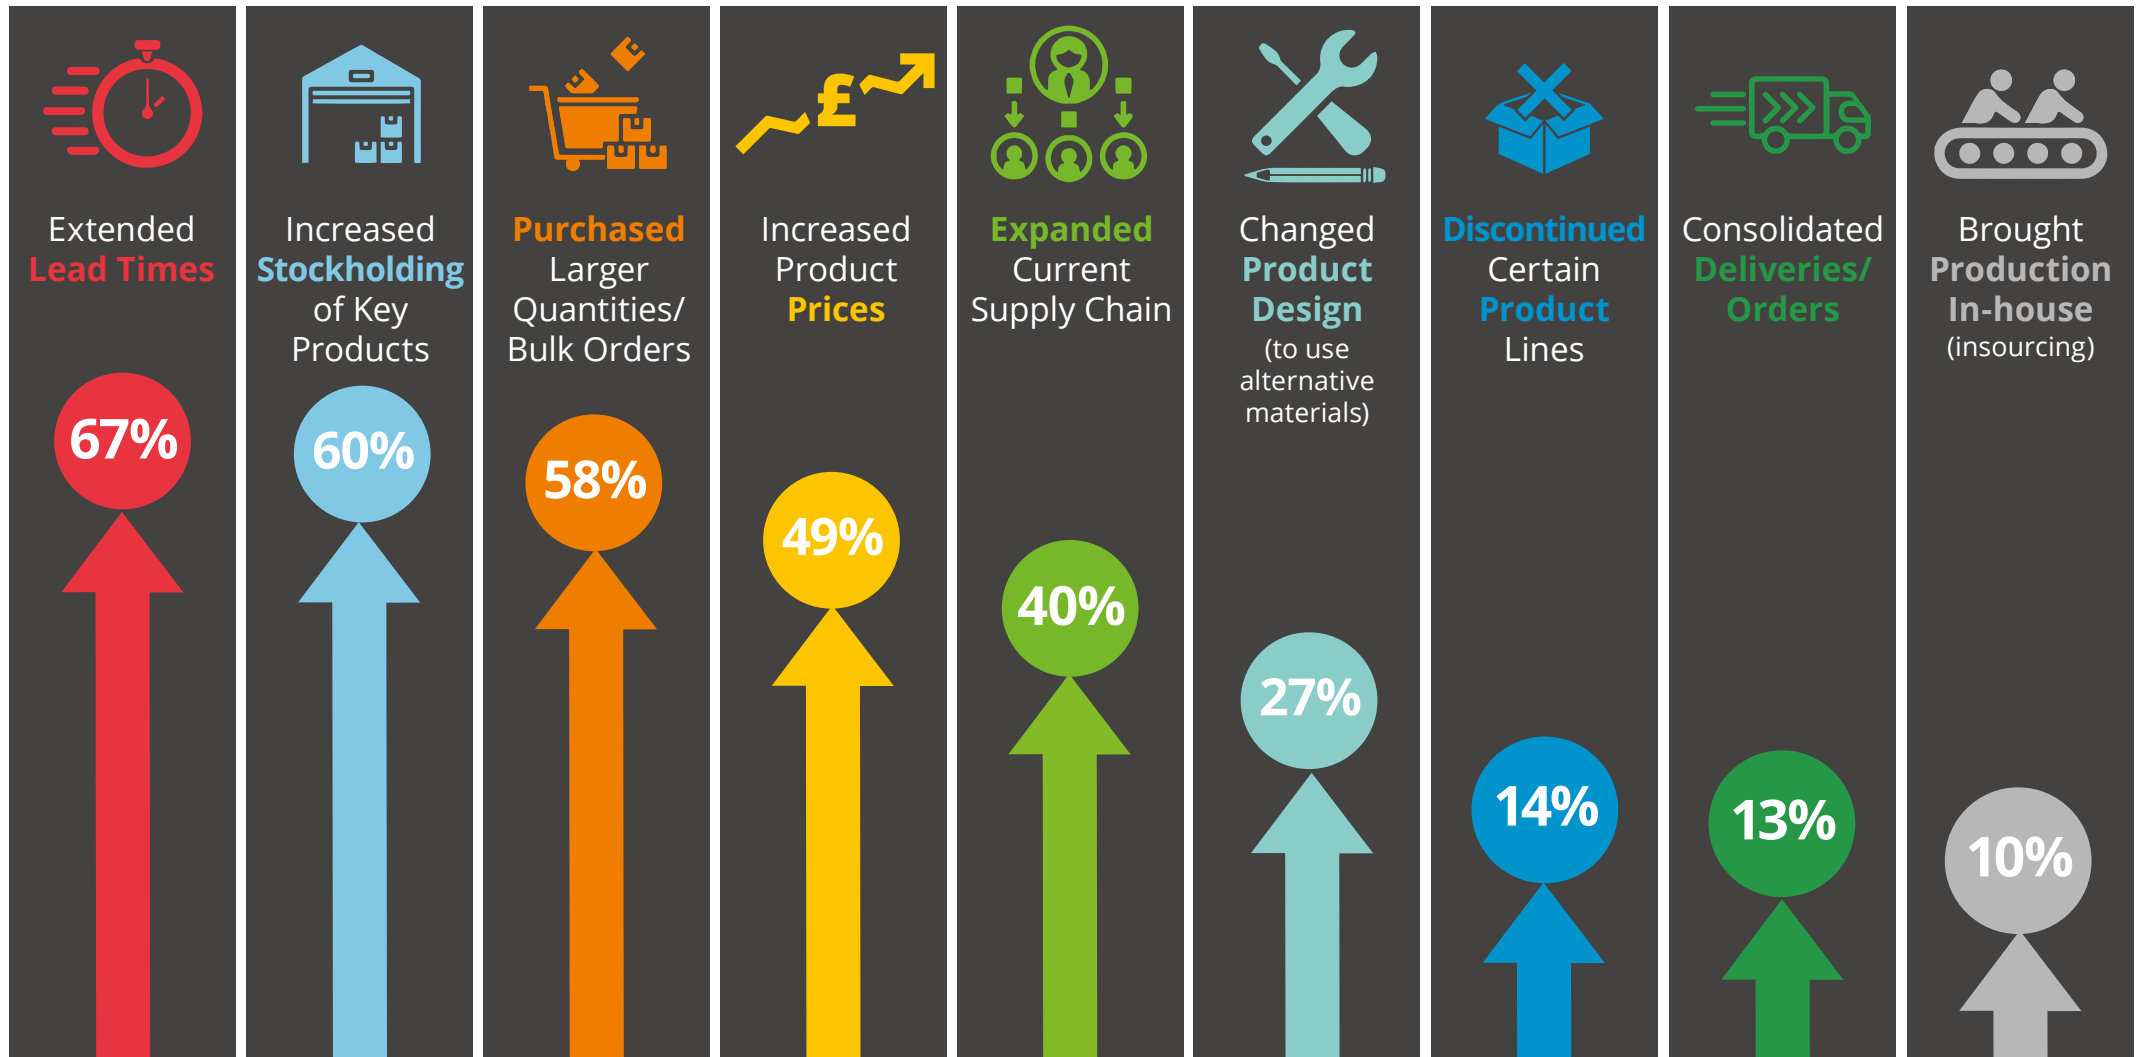 Extended
Lead Times
67%
Increased
Stockholding
of Key
Products
60%
Purchased
Larger
Quantities/
Bulk Orders
58%
£
Increased
Product
Prices
49%
Expanded
Current
Supply Chain
40%
Changed
Product
Design
(to use
alternative
materials)
27%
Discontinued
Certain
Product
Lines
14%
Consolidated
Deliveries/
Orders
13%
Brought
Production
In-house
(insourcing)
10%